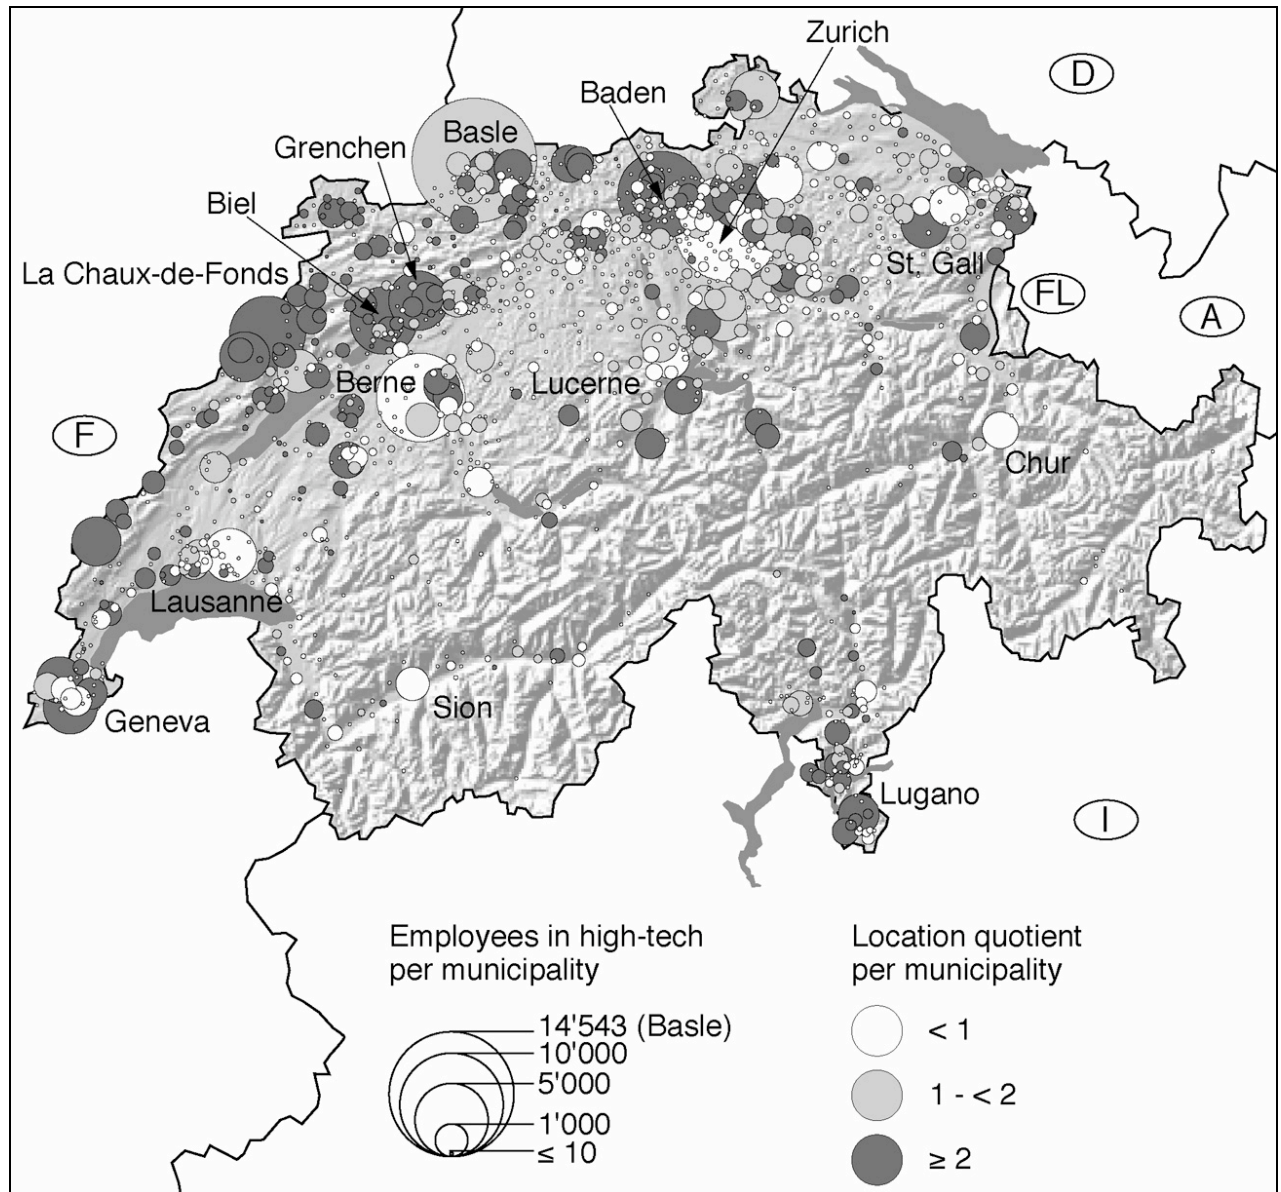 Zurich
D
Baden
Basle
Grenchen
Biel
La Chaux-de-Fonds
St. Gall
FL
A
Berne
Lucerne
F
Chur
Lausanne
Geneva
Sion
Lugano
I
Employees in high-tech
per municipality
14'543 (Basle)
10'000
5'000
1'000
≤ 10
Location quotient
per municipality
< 1
1 - < 2
≥ 2